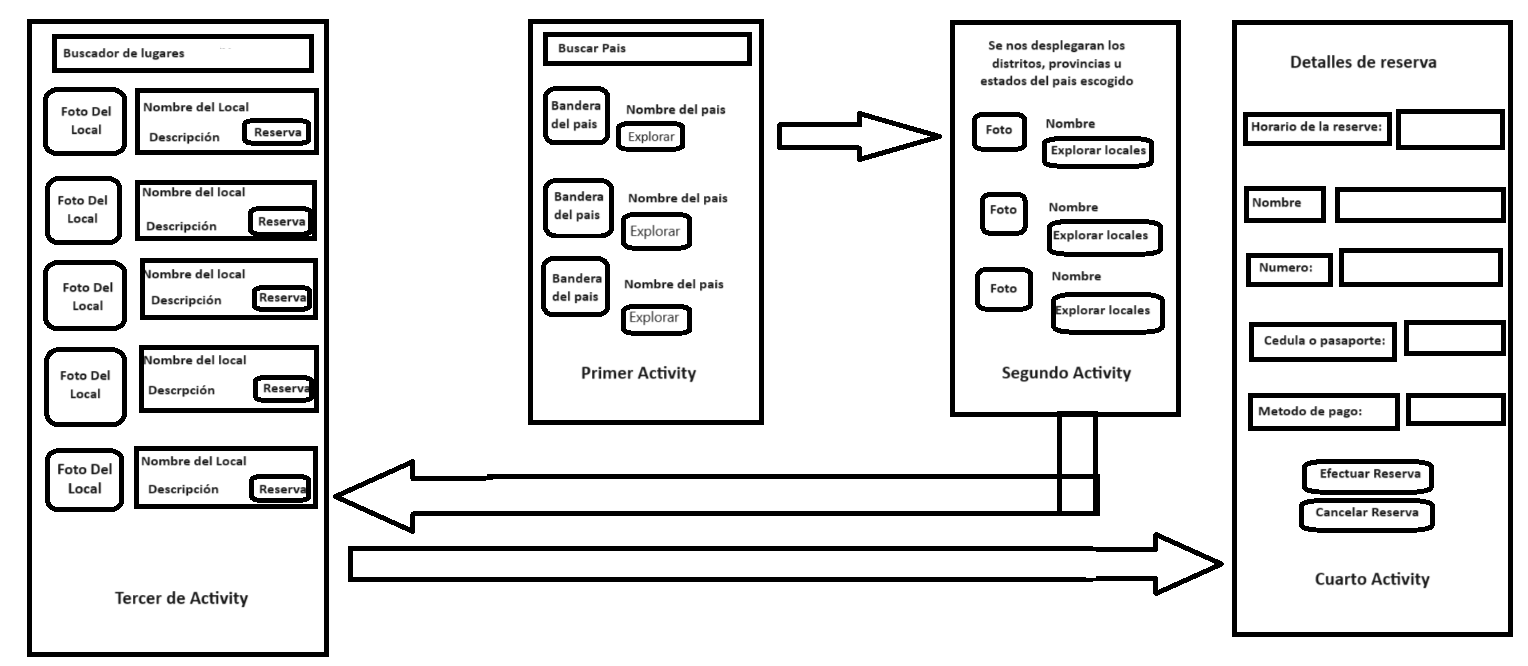 Buscador de lugares
Foto Del
Local
Nombre del Local
Descripción
Reserva
Foto Del
Local
Nombre del local
Descripción
Reserva
Foto Del
Local
Nombre del local
Descripción
Reserva
Foto Del
Local
Nombre del local
Descrpción
Reserva
Foto Del
Local
Nombre del Local
Descripción
Reserva
Tercer de Activity
Buscar Pais
Bandera
del pais
Nombre del pais
Explorar
Bandera
del pais
Nombre del pais
Explorar
Bandera
del pais
Nombre del pais
Explorar
Primer Activity
Se nos desplegaran los
distritos, provincias u
estados del pais escogido
Foto
Nombre
Explorar locales
Foto
Nombre
Explorar locales
Foto
Nombre
Explorar locales
Segundo Activity
Detalles de reserva
Horario de la reserve:
Nombre
Numero:
Cedula o pasaporte:
Metodo de pago:
Efectuar Reserva
Cancelar Reserva
Cuarto Activity